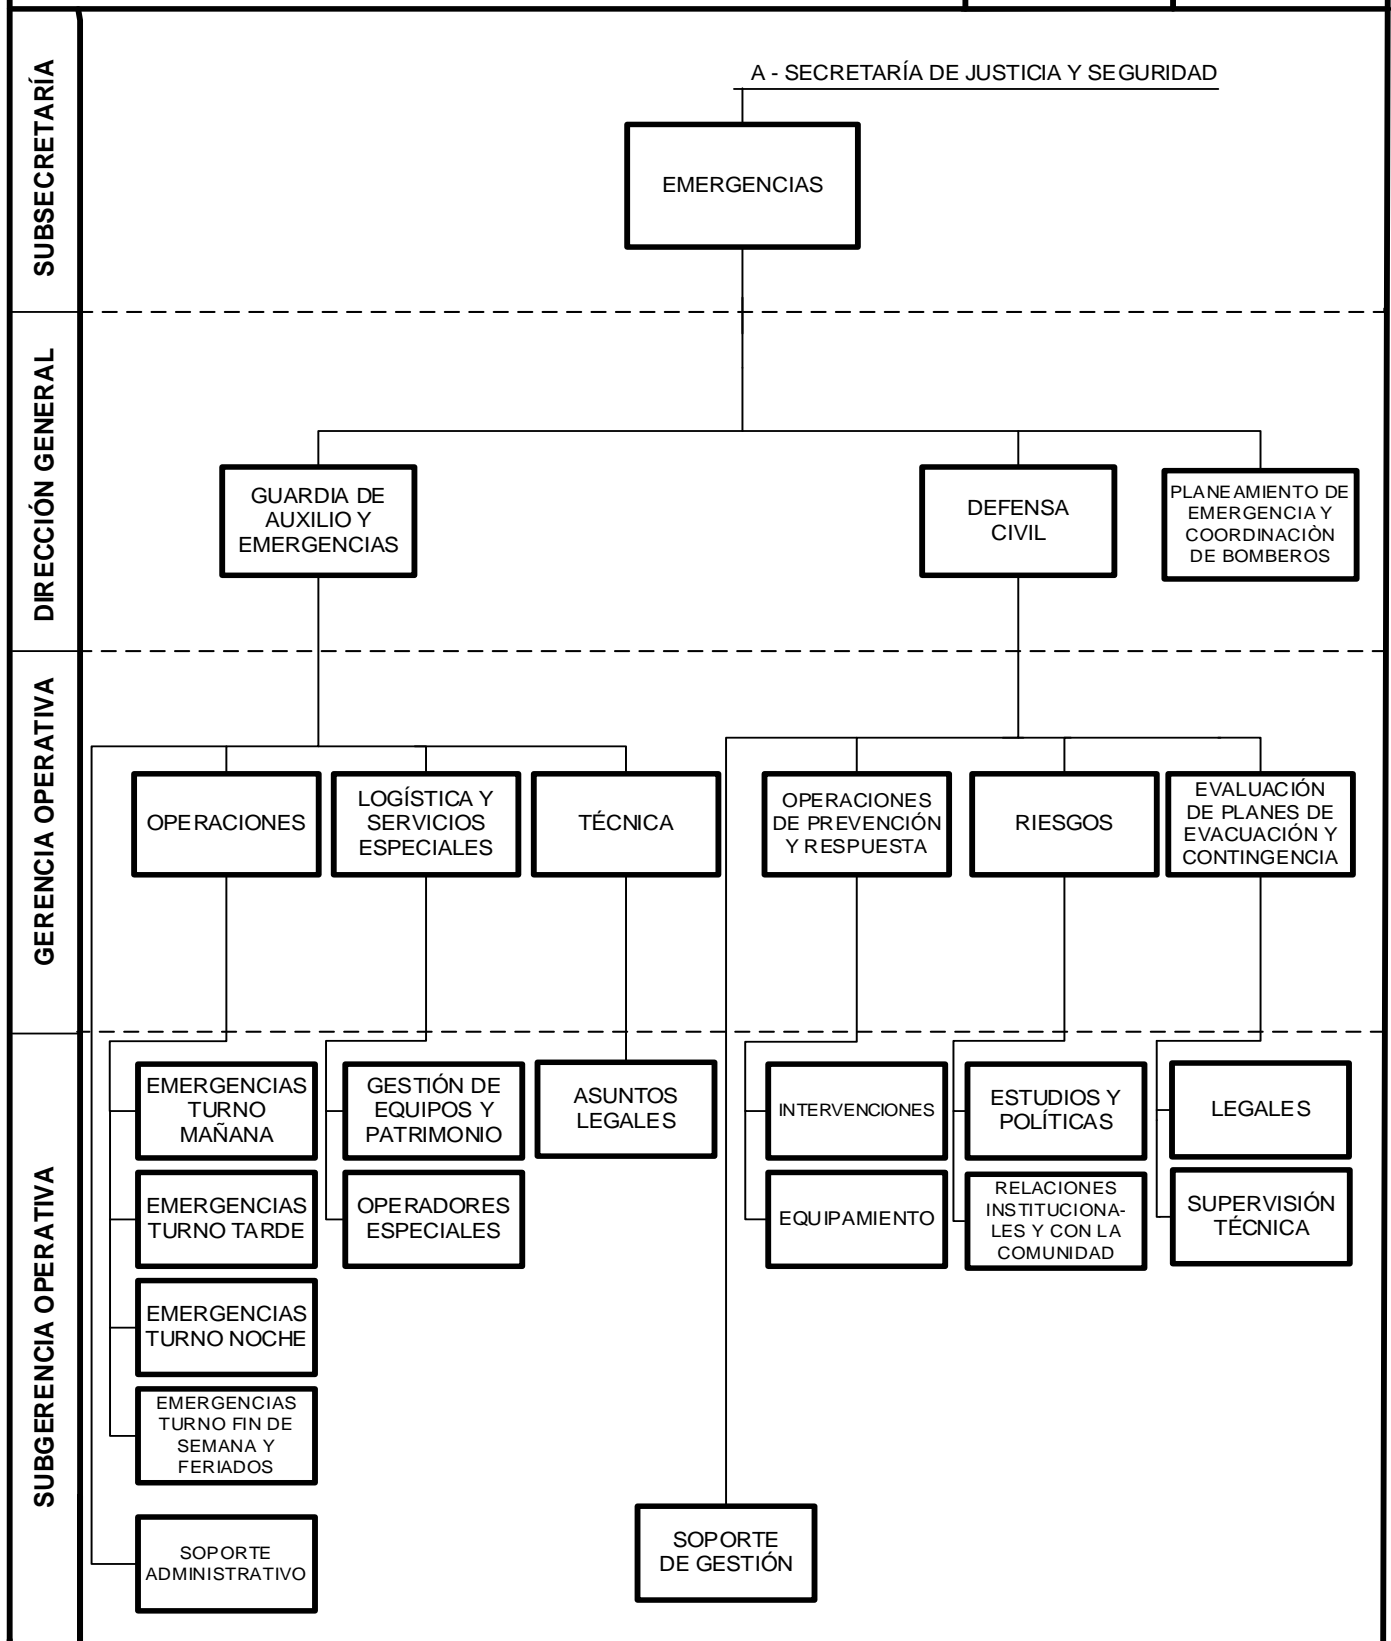 A - SECRETARÍA DE JUSTICIA Y SEGURIDAD
SUBSECRETARÍA
EMERGENCIAS
DIRECCIÓN GENERAL
GUARDIA DE
AUXILIO Y
EMERGENCIAS
DEFENSA
CIVIL
PLANEAMIENTO DE
EMERGENCIA Y
COORDINACIÒN
DE BOMBEROS
GERENCIA OPERATIVA
OPERACIONES
LOGÍSTICA Y
SERVICIOS
ESPECIALES
TÉCNICA
OPERACIONES
DE PREVENCIÓN
Y RESPUESTA
RIESGOS
EVALUACIÓN
DE PLANES DE
EVACUACIÓN Y
CONTINGENCIA
SUBGERENCIA OPERATIVA
EMERGENCIAS
TURNO
MAÑANA
GESTIÓN DE
EQUIPOS Y
PATRIMONIO
ASUNTOS
LEGALES
INTERVENCIONES
ESTUDIOS Y
POLÍTICAS
LEGALES
EMERGENCIAS
TURNO TARDE
OPERADORES
ESPECIALES
EQUIPAMIENTO
RELACIONES
INSTITUCIONA-
LES Y CON LA
COMUNIDAD
SUPERVISIÓN
TÉCNICA
EMERGENCIAS
TURNO NOCHE
EMERGENCIAS
TURNO FIN DE
SEMANA Y
FERIADOS
SOPORTE
ADMINISTRATIVO
SOPORTE
DE GESTIÓN